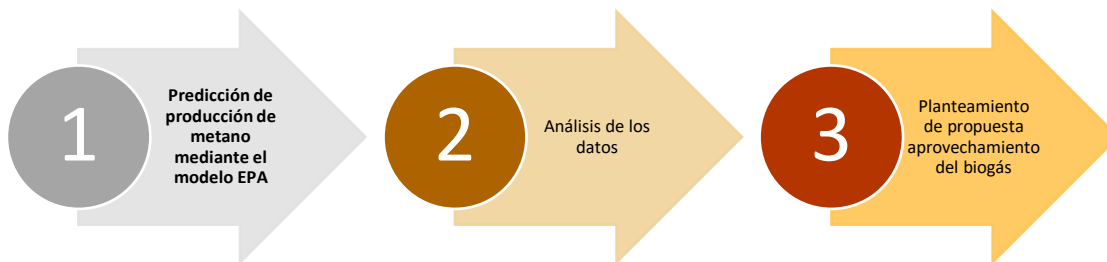 1
Predicción de
producción de
metano
mediante el
modelo EPA
2
Análisis de los
datos
3
Planteamiento
de propuesta
aprovechamiento
del biogás